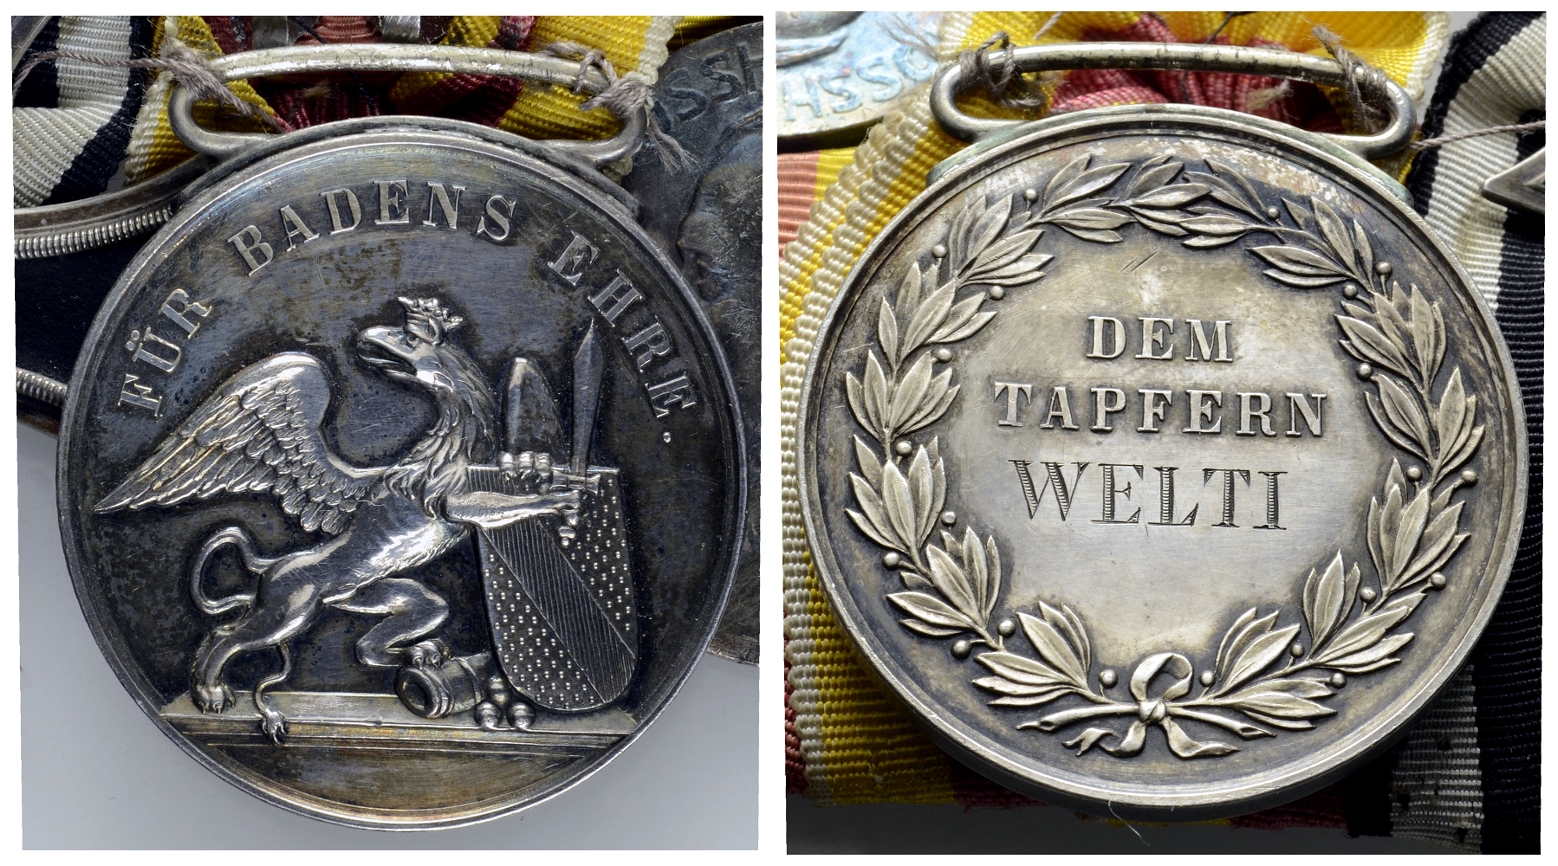 FÜR BADENS EHRE.
DEM
TAPFERN
WELTI